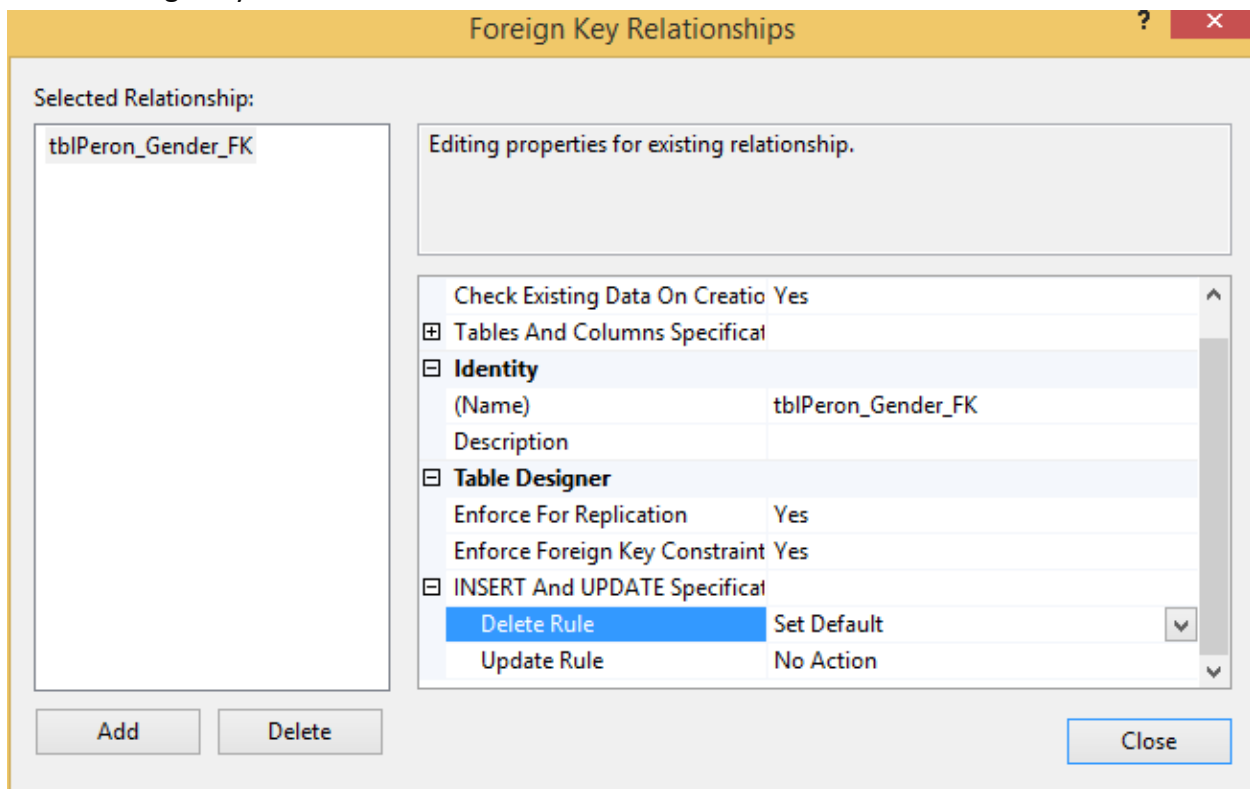 Foreign Key Relationships
?
Selected Relationship:
tblPeron_Gender_FK
Editing properties for existing relationship.
Check Existing Data On Creatio Yes
Tables And Columns Specificat
Identity
(Name) tblPeron_Gender_FK
Description
Table Designer
Enforce For Replication Yes
Enforce Foreign Key Constraint Yes
INSERT And UPDATE Specificat
Delete Rule Set Default
Update Rule No Action
Add Delete
Close